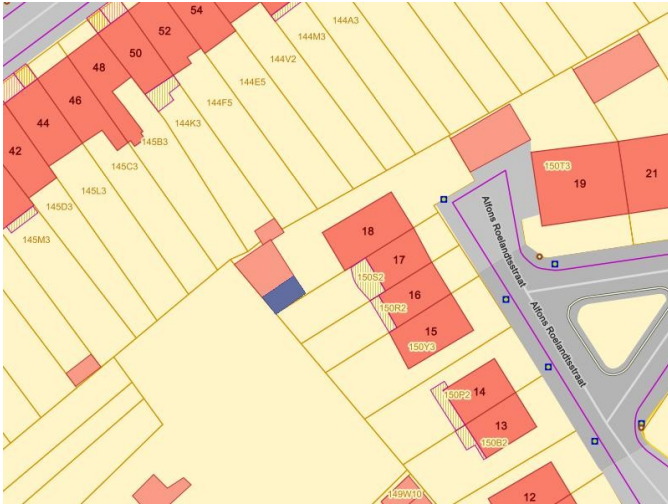 54
52
144A3
144M3
50
144V2
48
144E5
46
144F5
44
144K3
145B3
42
145C3
145L3
145D3
145M3
150T3
19
21
Alfons Roelandtsstraat
18
17
150S2
16
150R2
15
150Y3
Alfons Roelandtsstraat
14
150P2
13
150B2
149W10
12